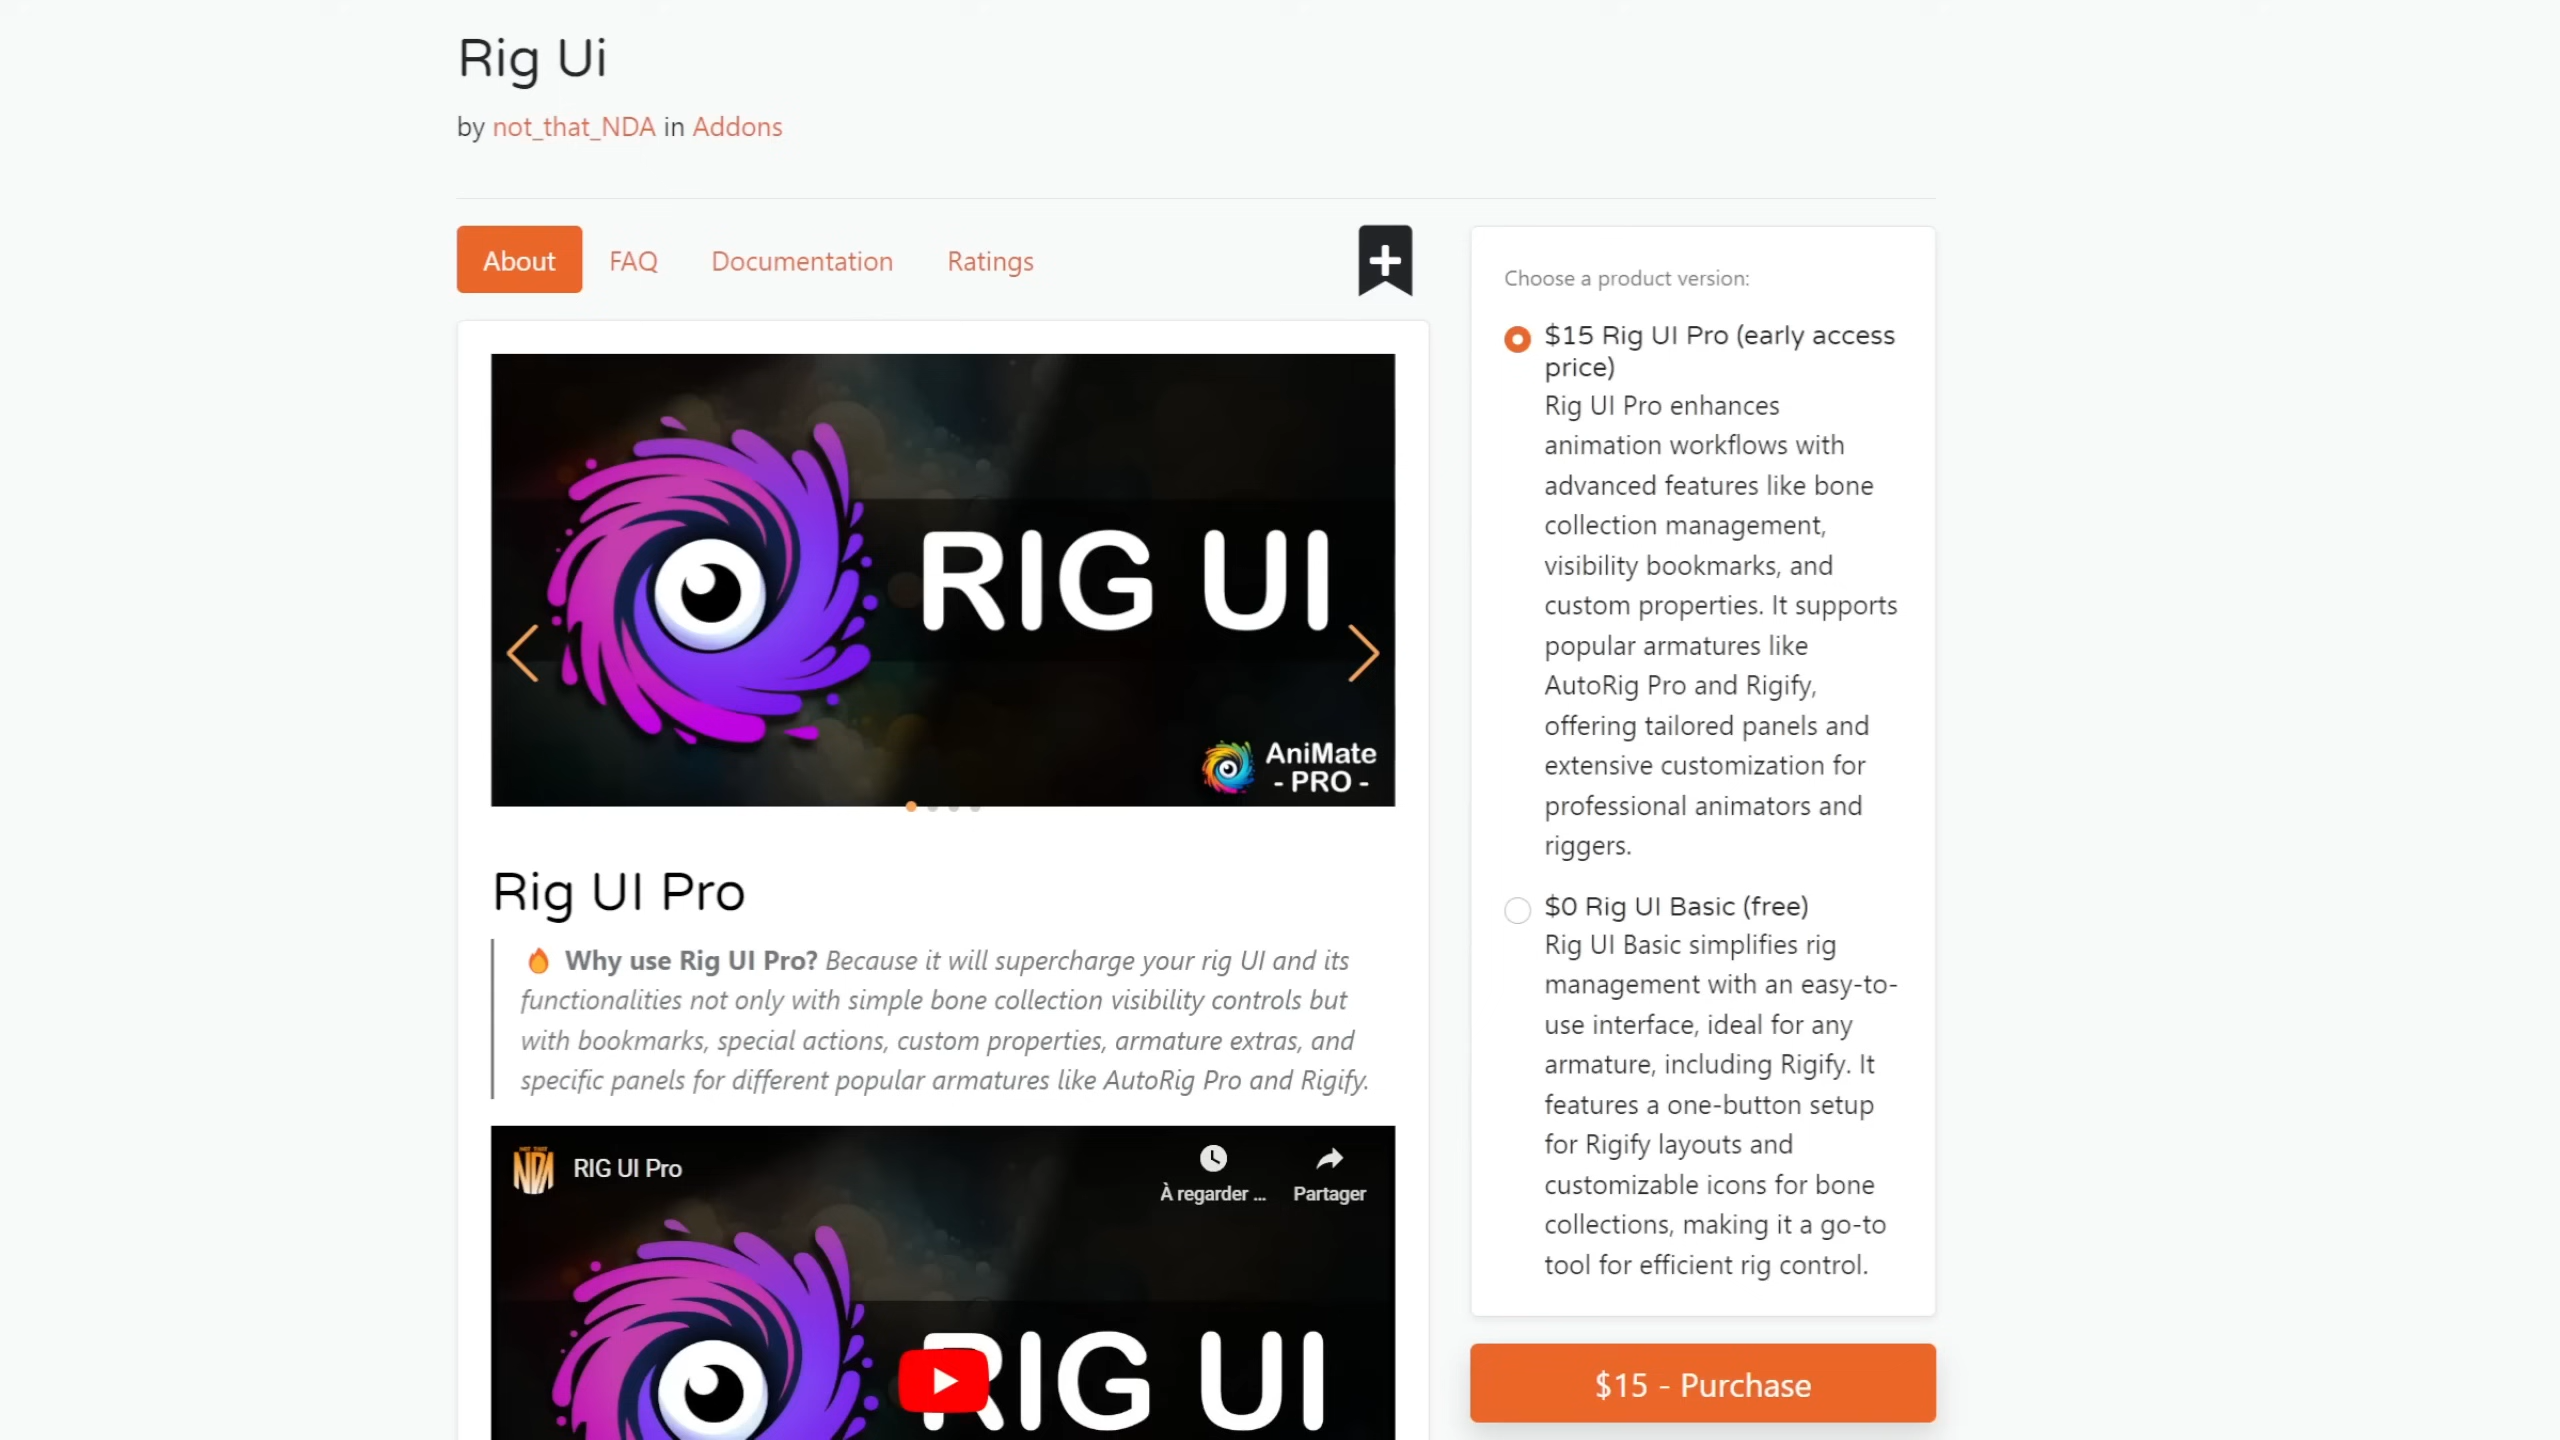 Rig Ui
by not_that_NDA in Addons
About
FAQ
Documentation
Ratings
RIG UI
AniMate
- PRO -
Rig UI Pro
🔥 Why use Rig UI Pro? Because it will supercharge your rig UI and its
functionalities not only with simple bone collection visibility controls but
with bookmarks, special actions, custom properties, armature extras, and
specific panels for different popular armatures like AutoRig Pro and Rigify.
NOT THAT
NDA
RIG UI Pro
À regarder ...
Partager
RIG UI
Choose a product version:
$15 Rig UI Pro (early access
price)
Rig UI Pro enhances
animation workflows with
advanced features like bone
collection management,
visibility bookmarks, and
custom properties. It supports
popular armatures like
AutoRig Pro and Rigify,
offering tailored panels and
extensive customization for
professional animators and
riggers.
$0 Rig UI Basic (free)
Rig UI Basic simplifies rig
management with an easy-to-
use interface, ideal for any
armature, including Rigify. It
features a one-button setup
for Rigify layouts and
customizable icons for bone
collections, making it a go-to
tool for efficient rig control.
$15 - Purchase